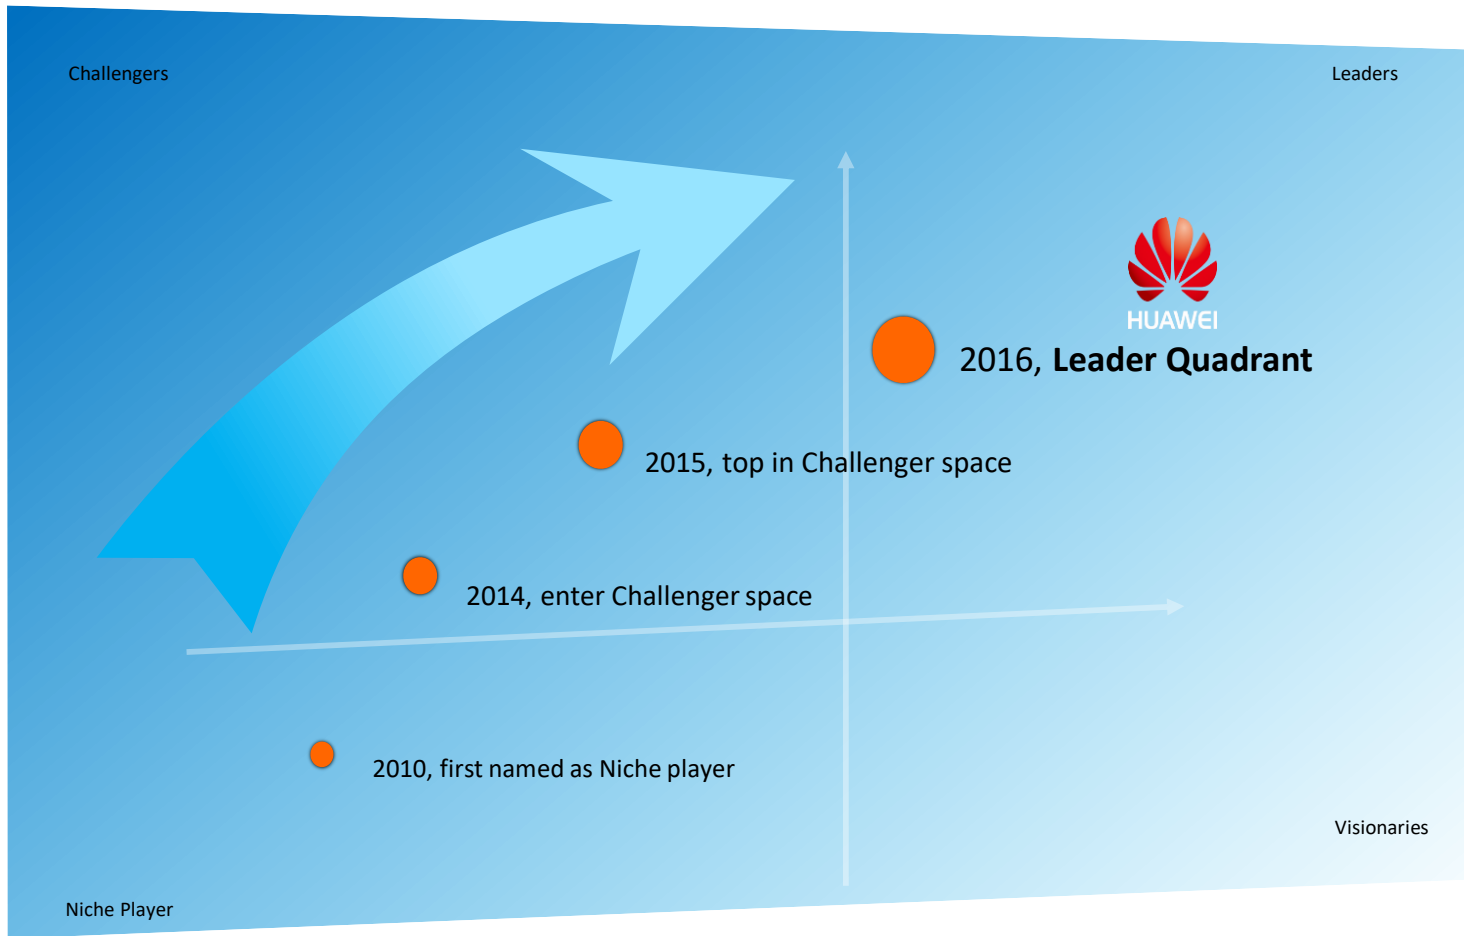 Challengers
Leaders
HUAWEI
2016, Leader Quadrant
2015, top in Challenger space
2014, enter Challenger space
2010, first named as Niche player
Visionaries
Niche Player